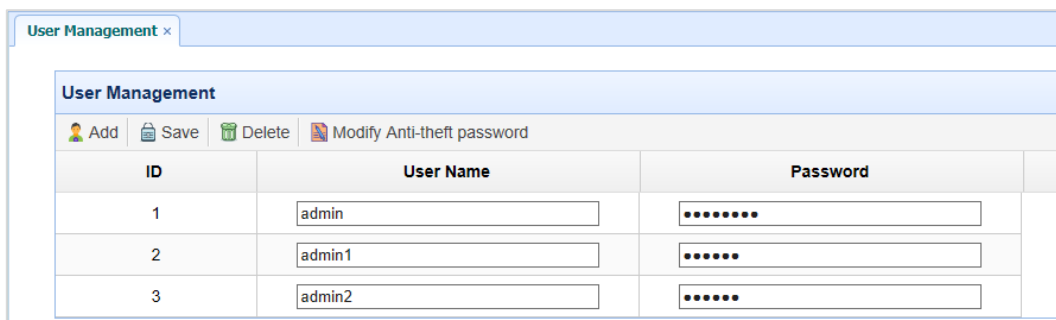 User Management ×
User Management
Add Save Delete Modify Anti-theft password
ID User Name Password
1 admin ••••••••
2 admin1 ••••••
3 admin2 ••••••